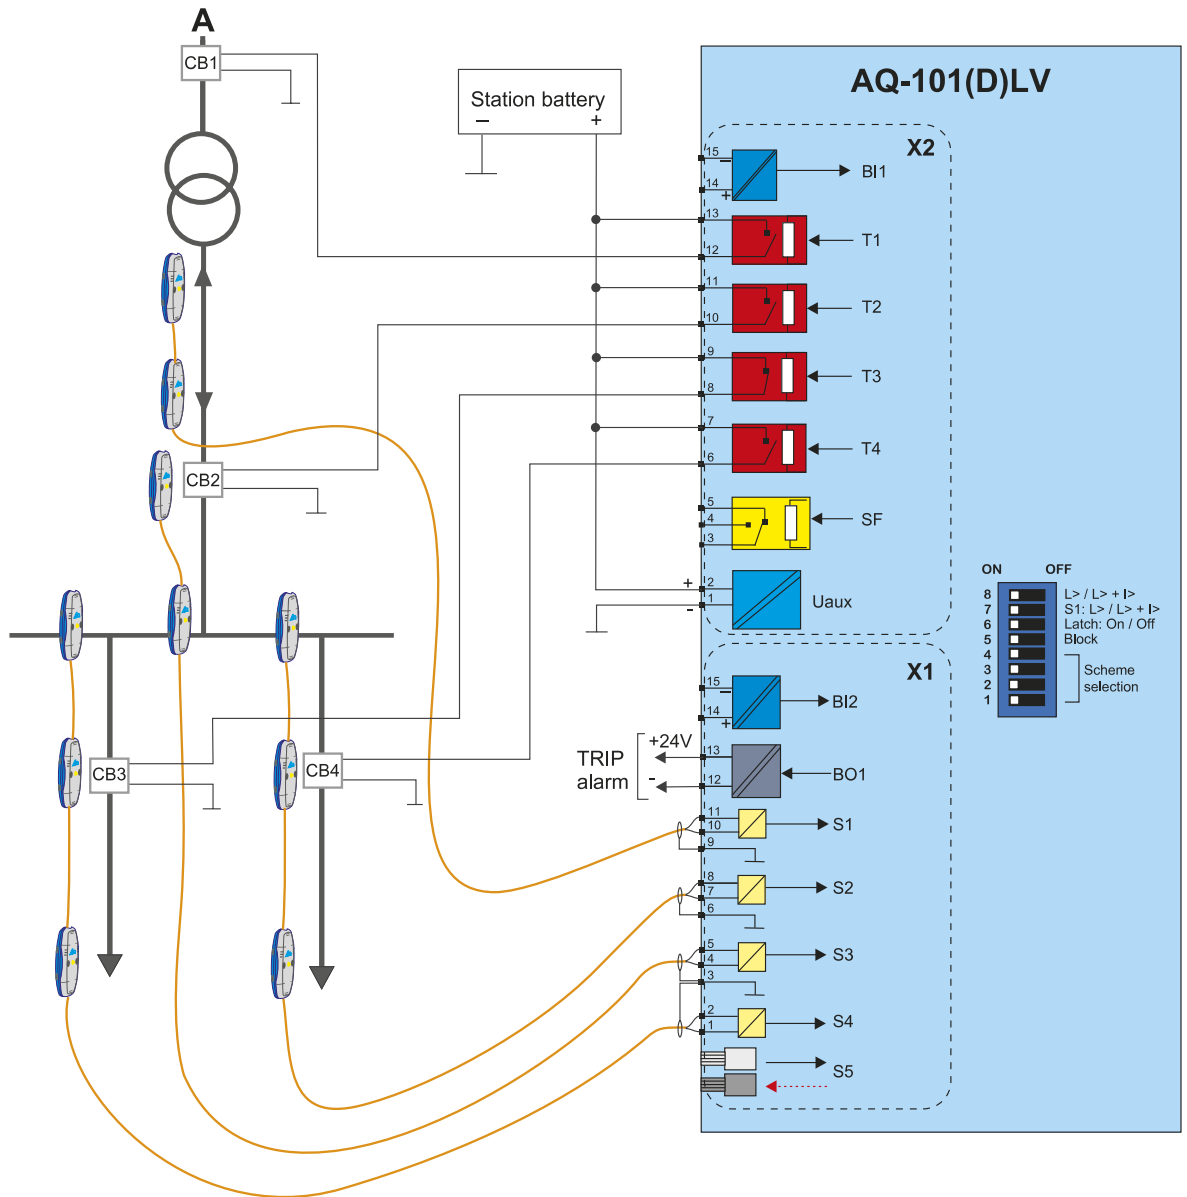 A
CB1
Station battery
−
+
AQ-101(D)LV
X2
15
−
14
+
BI1
13
12
T1
11
10
T2
9
8
T3
7
6
T4
5
4
3
SF
+
2
-
1
Uaux
CB2
CB3
CB4
ON
OFF
8
L> / L> + I>
7
S1: L> / L> + I>
6
Latch: On / Off
5
Block
4
3
2
1
Scheme
selection
X1
15
−
14
+
BI2
TRIP
alarm
+24V
-
13
12
BO1
11
10
9
S1
8
7
6
S2
5
4
3
S3
2
1
S4
S5